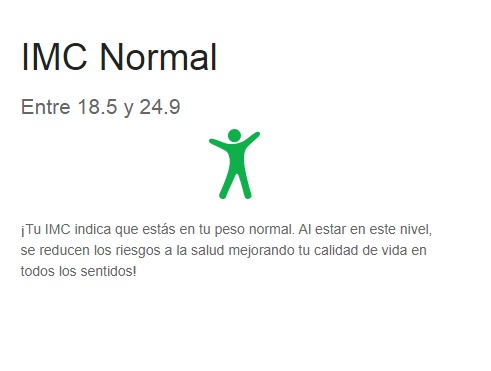 IMC Normal
Entre 18.5 y 24.9
¡Tu IMC indica que estás en tu peso normal. Al estar en este nivel,
se reducen los riesgos a la salud mejorando tu calidad de vida en
todos los sentidos!